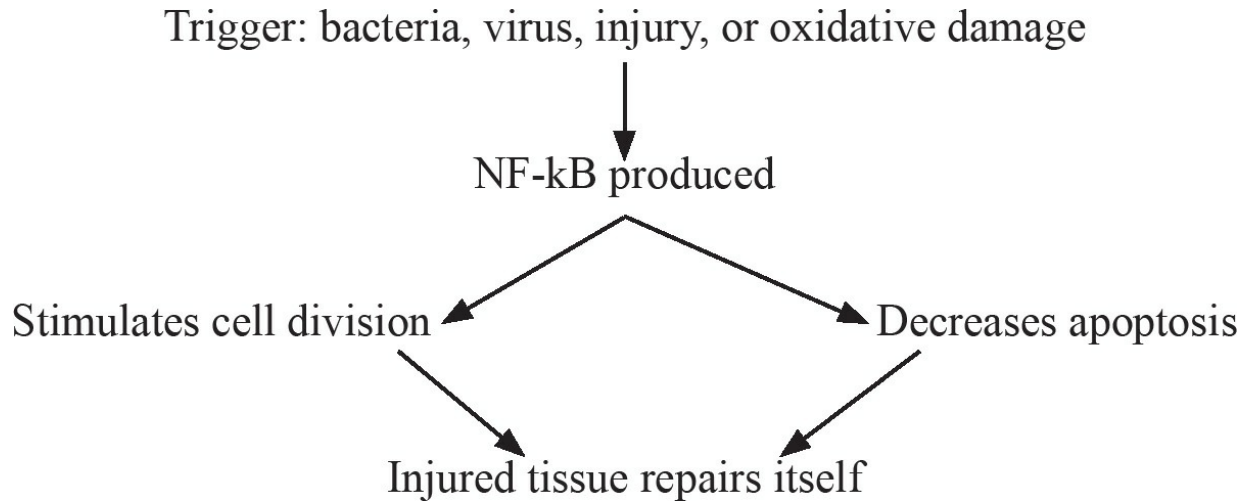 Trigger: bacteria, virus, injury, or oxidative damage
NF-kB produced
Stimulates cell division
Decreases apoptosis
Injured tissue repairs itself